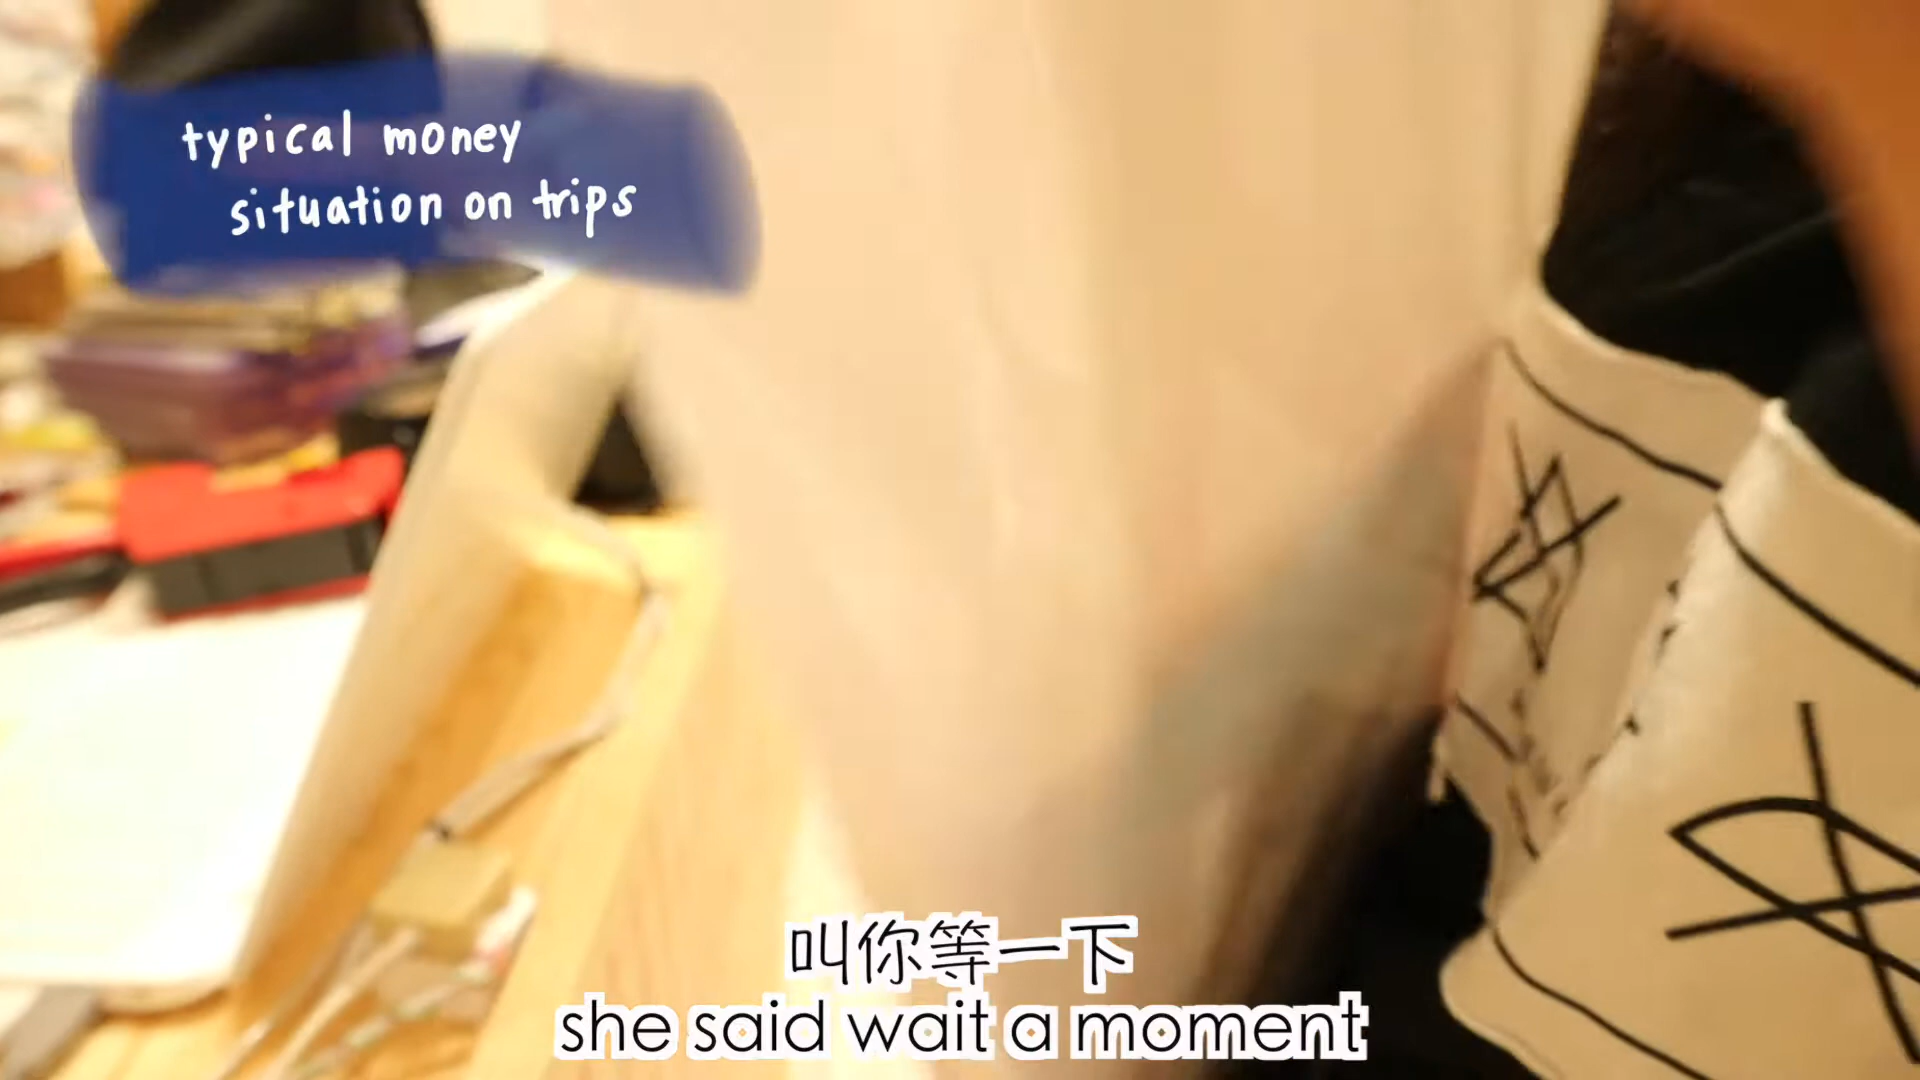 typical money
situation on trips
叫你等一下
she said wait a moment